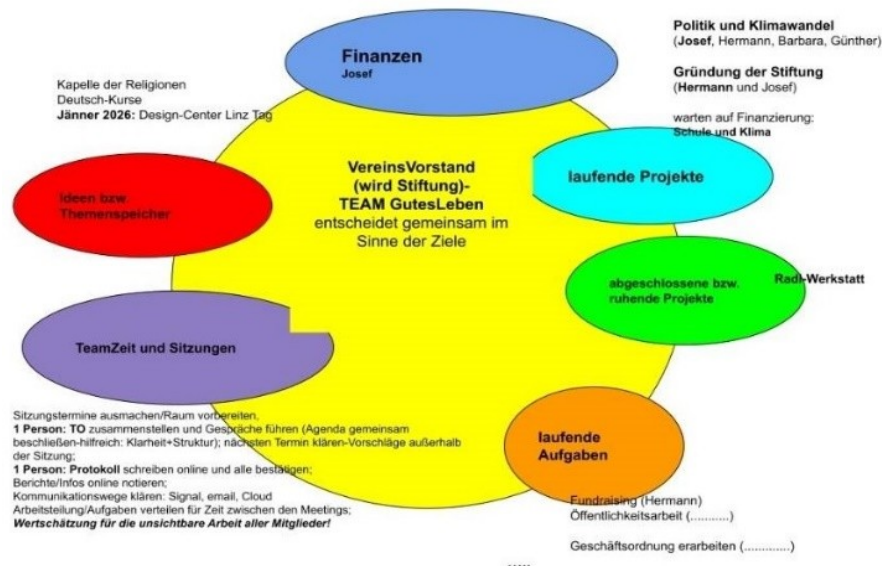 Finanzen
Josef
Politik und Klimawandel
(Josef, Hermann, Barbara, Günther)
Gründung der Stiftung
(Hermann und Josef)
warten auf Finanzierung:
Schule und Klima
Kapelle der Religionen
Deutsch-Kurse
Jänner 2026: Design-Center Linz Tag
VereinsVorstand
(wird Stiftung)-
TEAM GutesLeben
entscheidet gemeinsam im
Sinne der Ziele
laufende Projekte
Ideen bzw.
Themenspeicher
abgeschlossene bzw.
ruhende Projekte
Radl-Werkstatt
TeamZeit und Sitzungen
Sitzungstermine ausmachen/Raum vorbereiten,
1 Person: TO zusammenstellen und Gespräche führen (Agenda gemeinsam
beschließen-hilfreich: Klarheit+Struktur); nächsten Termin klären-Vorschläge außerhalb
der Sitzung;
1 Person: Protokoll schreiben online und alle bestätigen;
Berichte/Infos online notieren;
Kommunikationswege klären: Signal, email, Cloud
Arbeitsteilung/Aufgaben verteilen für Zeit zwischen den Meetings;
Wertschätzung für die unsichtbare Arbeit aller Mitglieder!
laufende
Aufgaben
Fundraising (Hermann)
Öffentlichkeitsarbeit (...........)
Geschäftsordnung erarbeiten (.............)